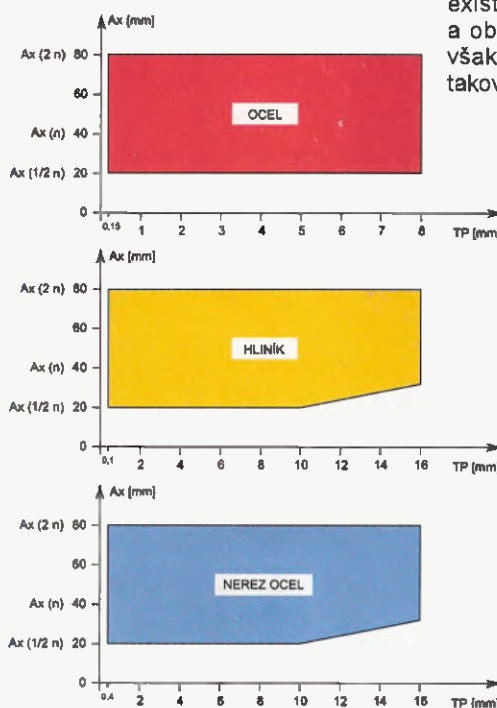 exist
a ob
však
takov
Ax [mm]
Ax (2 n) 80
60
OCEL
Ax (n) 40
Ax (1/2 n) 20
0
0,15 1 2 3 4 5 6 7 8 TP [mm]
Ax [mm]
Ax (2 n) 80
60
HLINÍK
Ax (n) 40
Ax (1/2 n) 20
0
0,1 2 4 6 8 10 12 14 16 TP [mm]
Ax [mm]
Ax (2 n) 80
60
NEREZ OCEL
Ax (n) 40
Ax (1/2 n) 20
0
0,4 2 4 6 8 10 12 14 16 TP [mm]